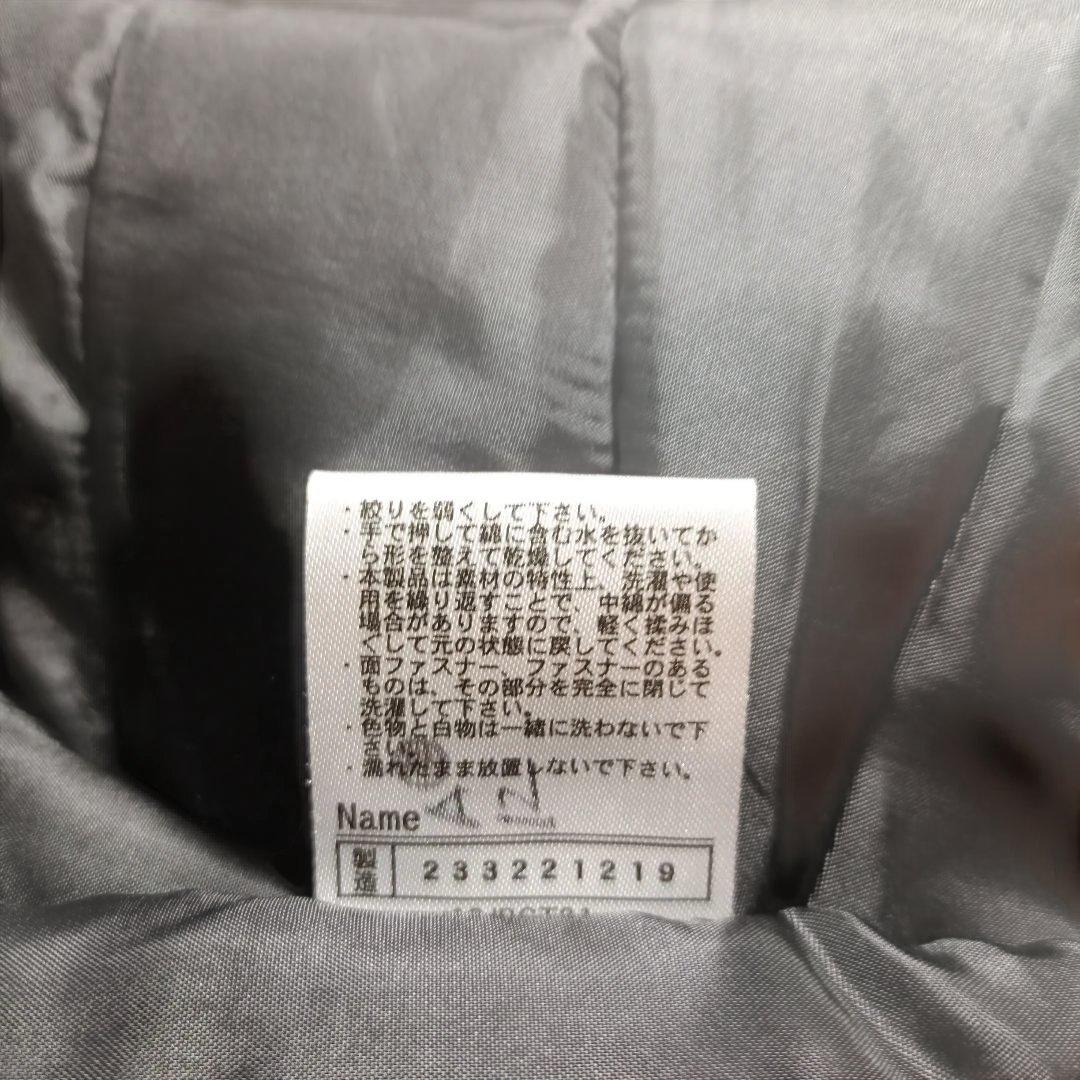 ・絞りを弱くして下さい。
・手で押して綿に含む水を抜いてか
ら形を整えて乾燥してください。
・本製品は素材の特性上、洗濯や使
用を繰り返すことで、中綿が偏る
場合がありますので、軽く揉みほ
ぐして元の状態に戻してください。
・面ファスナー、ファスナーのある
ものは、その部分を完全に閉じて
洗濯して下さい。
・色物と白物は一緒に洗わないで下
さい。
・濡れたまま放置しないで下さい。
Name
製造 233221219